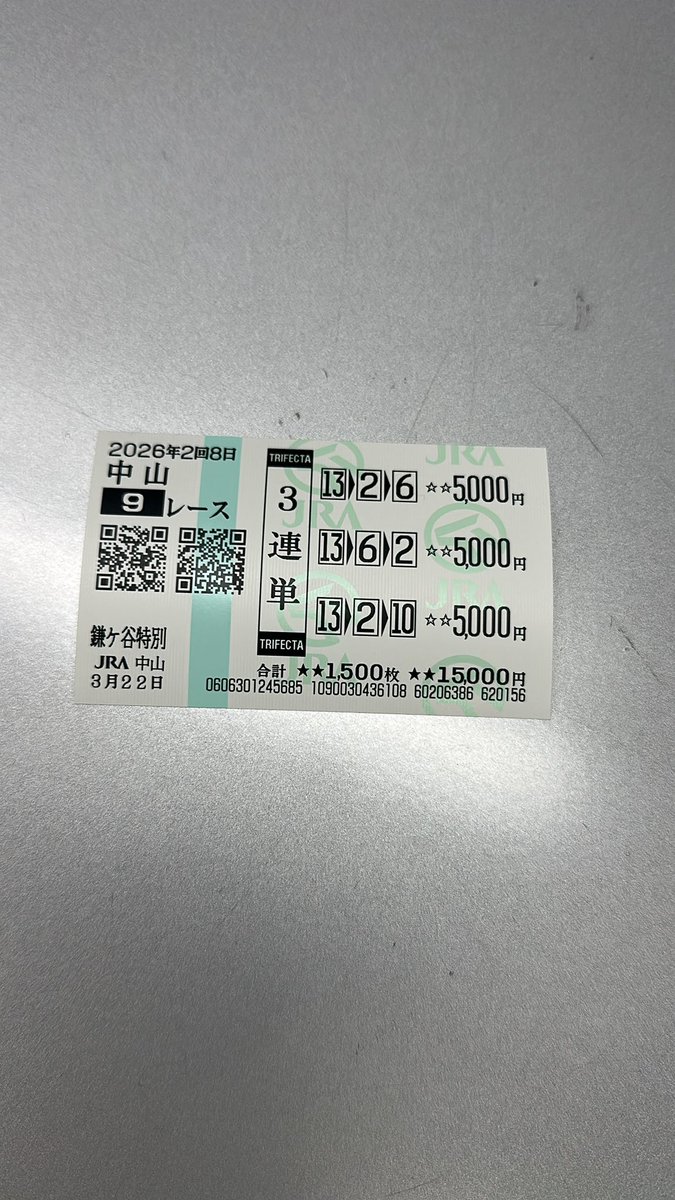 2026年2回8日
中山
9レース
鎌ケ谷特別
JRA 中山
3月22日
TRIFECTA
3連単
TRIFECTA
13▶2▶6 ☆☆5,000円
13▶6▶2 ☆☆5,000円
13▶2▶10 ☆☆5,000円
合計 ★★1,500枚 ★★15,000円
0606301245685 1090030436108 60206386 620156
JRA
JRA
JRA